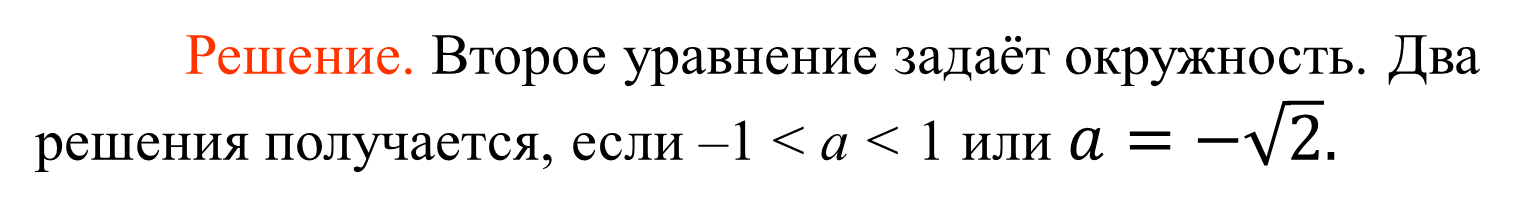 Решение. Второе уравнение задаёт окружность. Два
решения получается, если –1 < a < 1 или a = −√2.